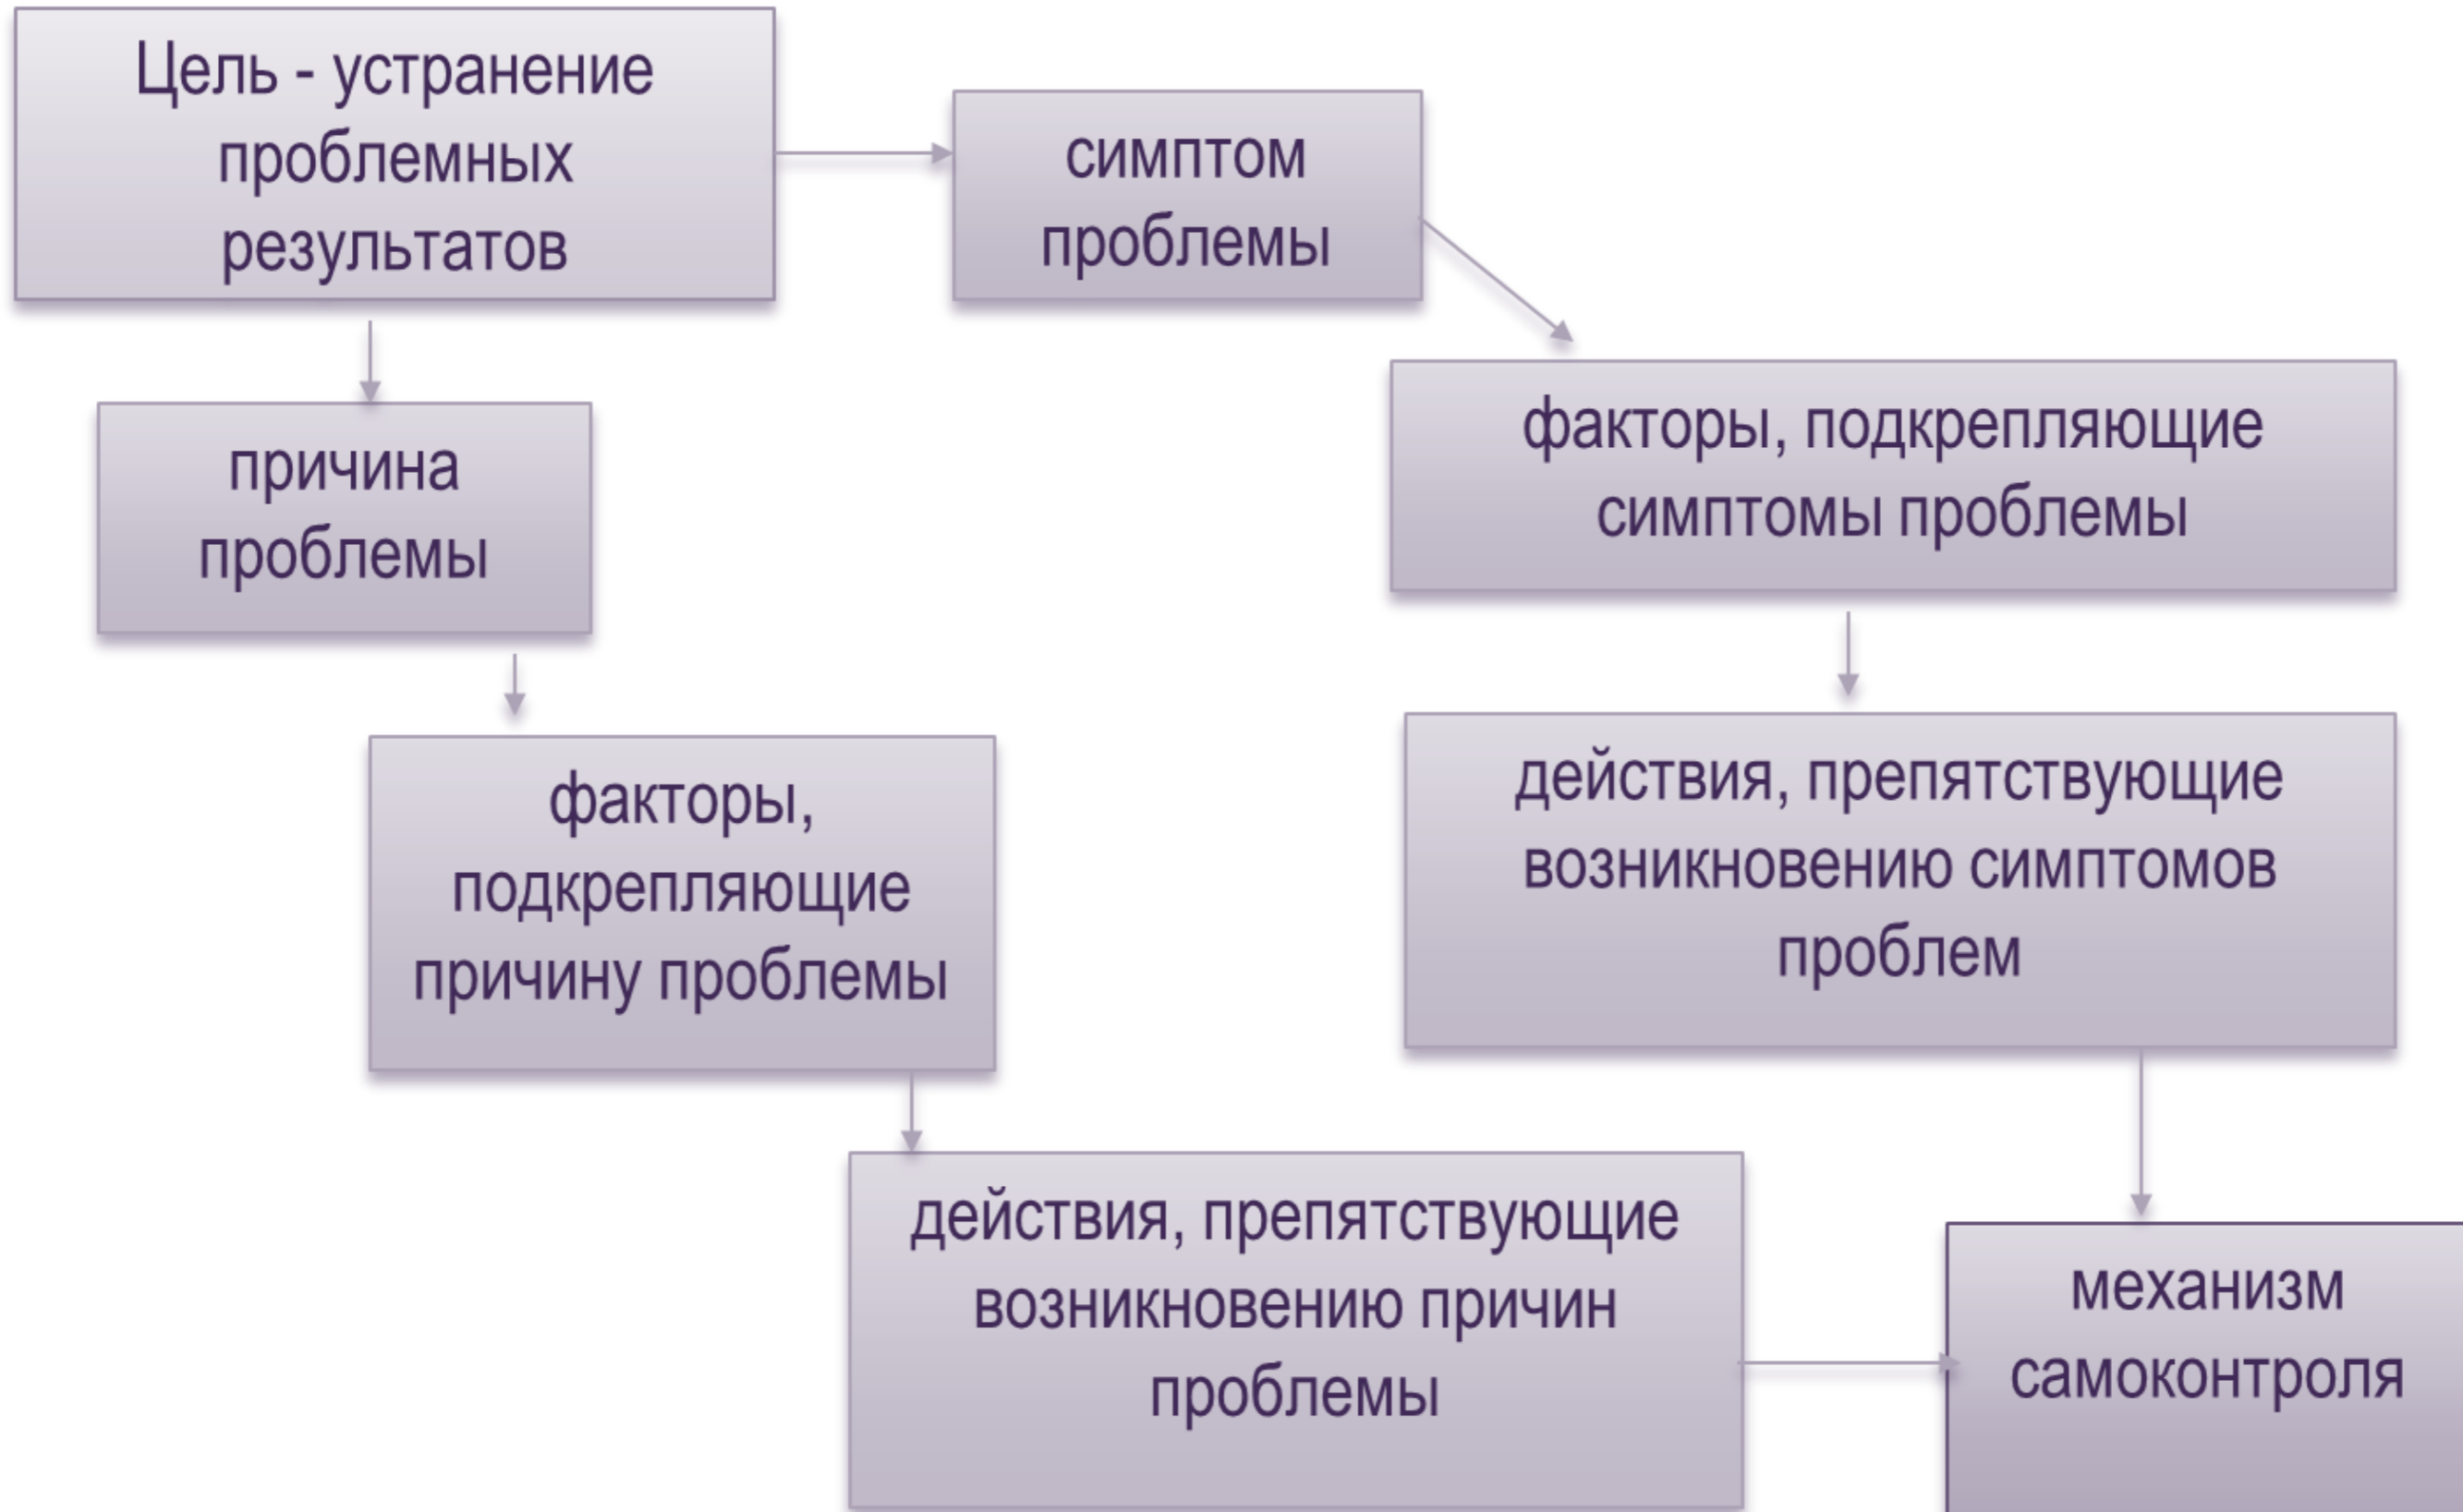 Цель - устранение
проблемных
результатов
симптом
проблемы
причина
проблемы
факторы, подкрепляющие
симптомы проблемы
факторы,
подкрепляющие
причину проблемы
действия, препятствующие
возникновению симптомов
проблем
действия, препятствующие
возникновению причин
проблемы
механизм
самоконтроля